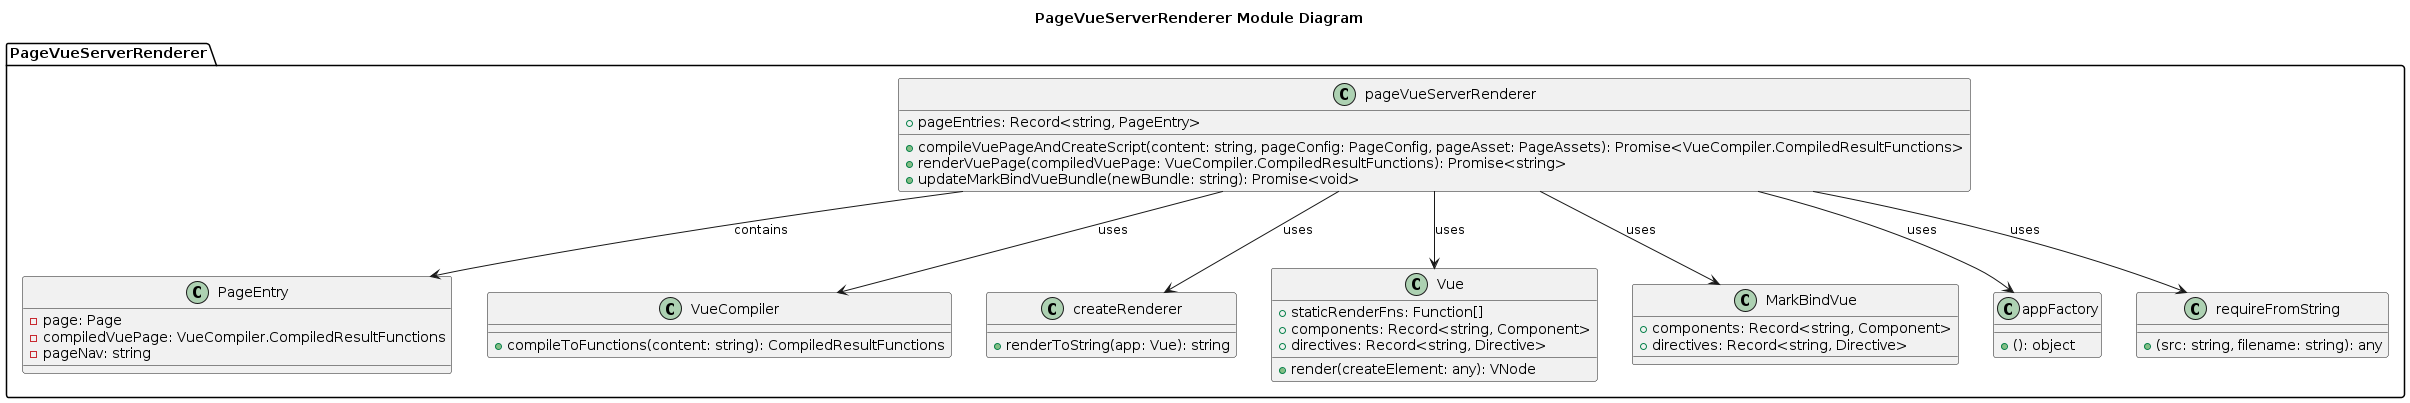 PageVueServerRenderer Module Diagram
PageVueServerRenderer
C pageVueServerRenderer
pageEntries: Record<string, PageEntry>
compileVuePageAndCreateScript(content: string, pageConfig: PageConfig, pageAsset: PageAssets): Promise<VueCompiler.CompiledResultFunctions>
renderVuePage(compiledVuePage: VueCompiler.CompiledResultFunctions): Promise<string>
updateMarkBindVueBundle(newBundle: string): Promise<void>
contains
uses
uses
uses
uses
uses
uses
C PageEntry
page: Page
compiledVuePage: VueCompiler.CompiledResultFunctions
pageNav: string
C VueCompiler
compileToFunctions(content: string): CompiledResultFunctions
C createRenderer
renderToString(app: Vue): string
C Vue
staticRenderFns: Function[]
components: Record<string, Component>
directives: Record<string, Directive>
render(createElement: any): VNode
C MarkBindVue
components: Record<string, Component>
directives: Record<string, Directive>
C appFactory
(): object
C requireFromString
(src: string, filename: string): any